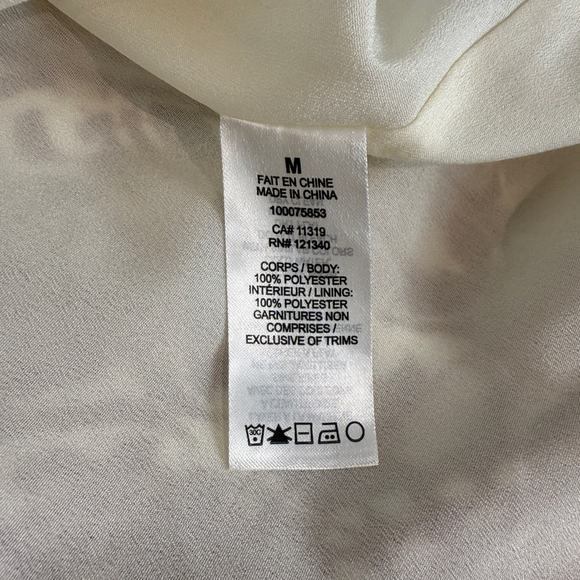 M
FAIT EN CHINE
MADE IN CHINA
100075853
CA# 11319
RN# 121340
CORPS / BODY:
100% POLYESTER
INTÉRIEUR / LINING:
100% POLYESTER
GARNITURES NON
COMPRISES /
EXCLUSIVE OF TRIMS
30C